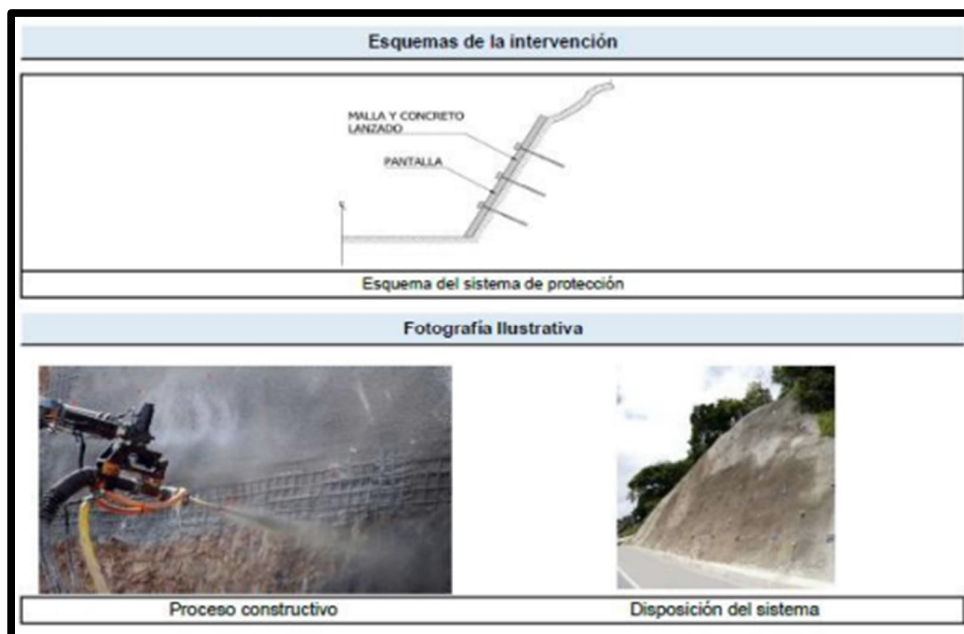 Esquemas de la intervención
MALLA Y CONCRETO
LANZADO
PANTALLA
Esquema del sistema de protección
Fotografía Ilustrativa
Proceso constructivo
Disposición del sistema